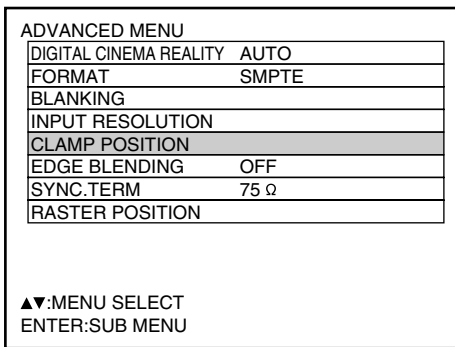 ADVANCED MENU
DIGITAL CINEMA REALITY AUTO
FORMAT SMPTE
BLANKING
INPUT RESOLUTION
CLAMP POSITION
EDGE BLENDING OFF
SYNC.TERM 75 Ω
RASTER POSITION
▲▼:MENU SELECT
ENTER:SUB MENU